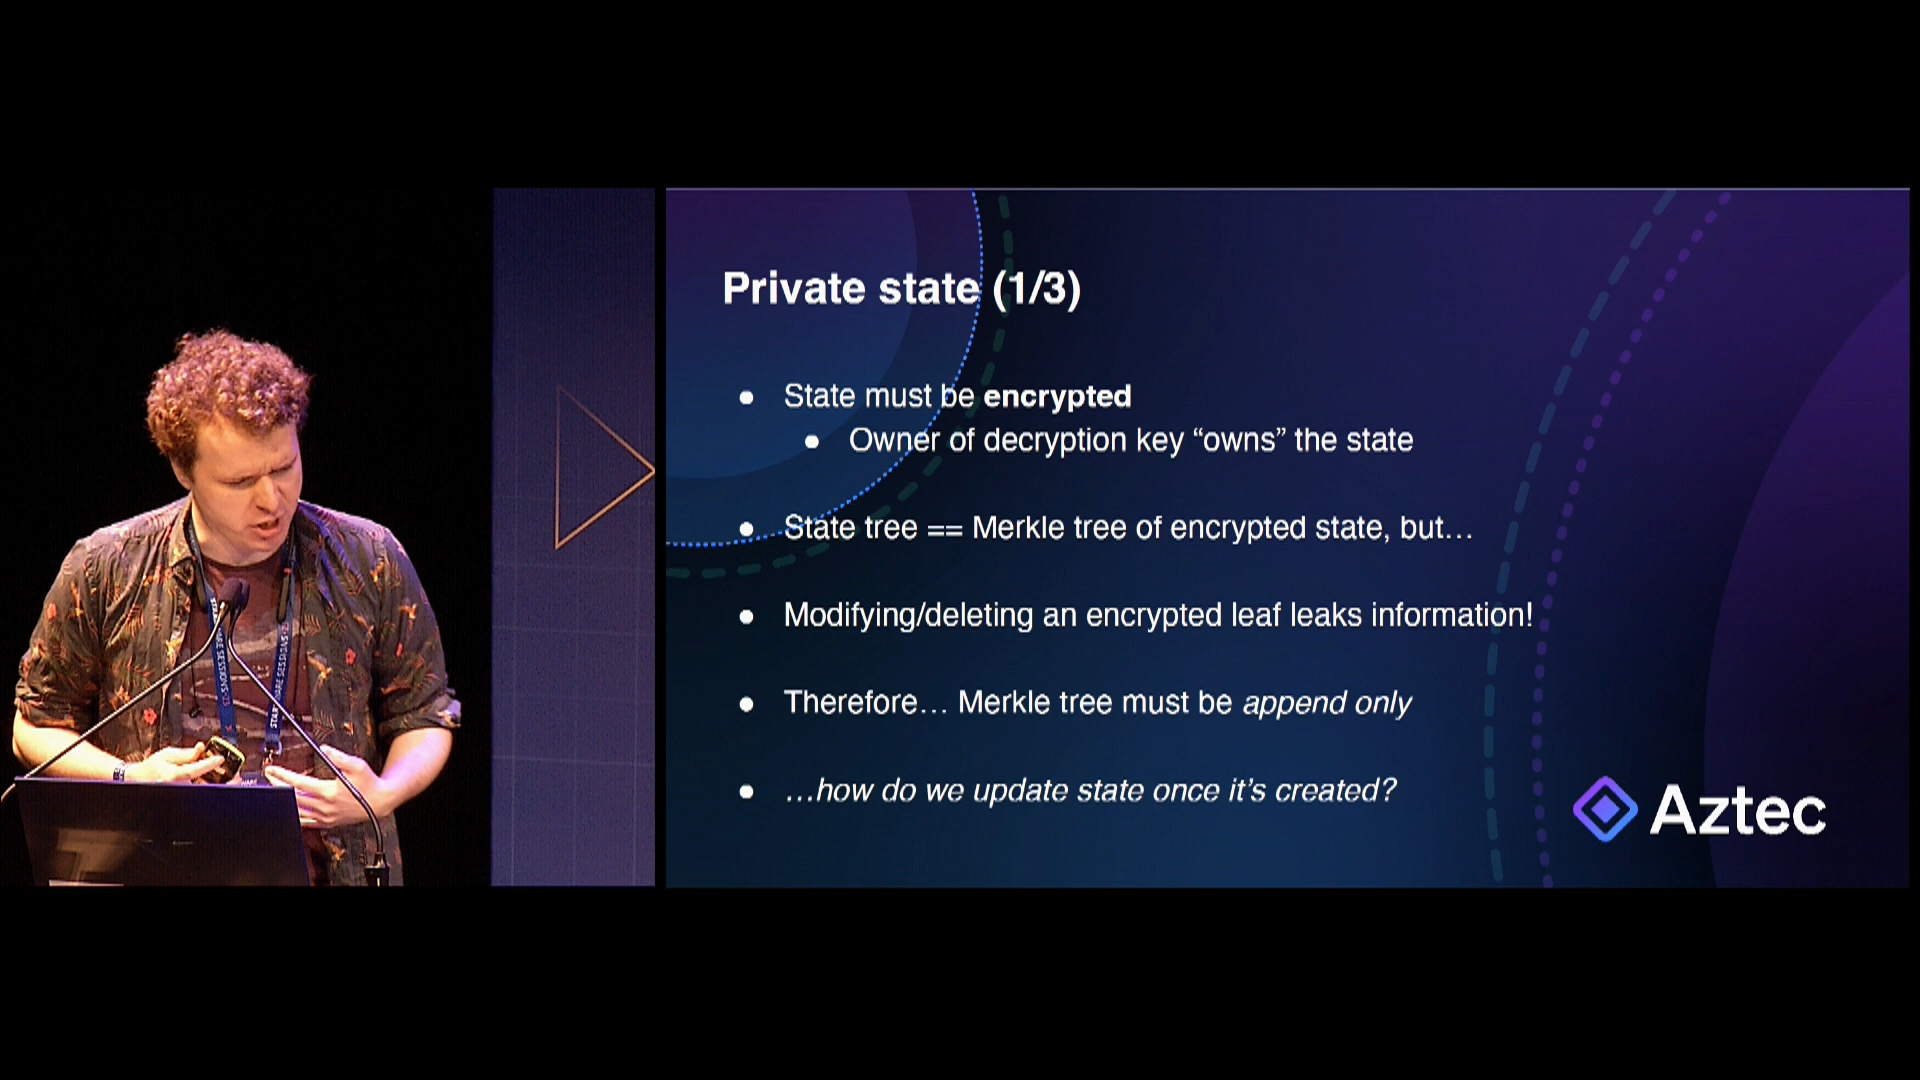 Private state (1/3)
● State must be encrypted
● Owner of decryption key “owns” the state
● State tree == Merkle tree of encrypted state, but…
● Modifying/deleting an encrypted leaf leaks information!
● Therefore… Merkle tree must be append only
● …how do we update state once it’s created?
Aztec